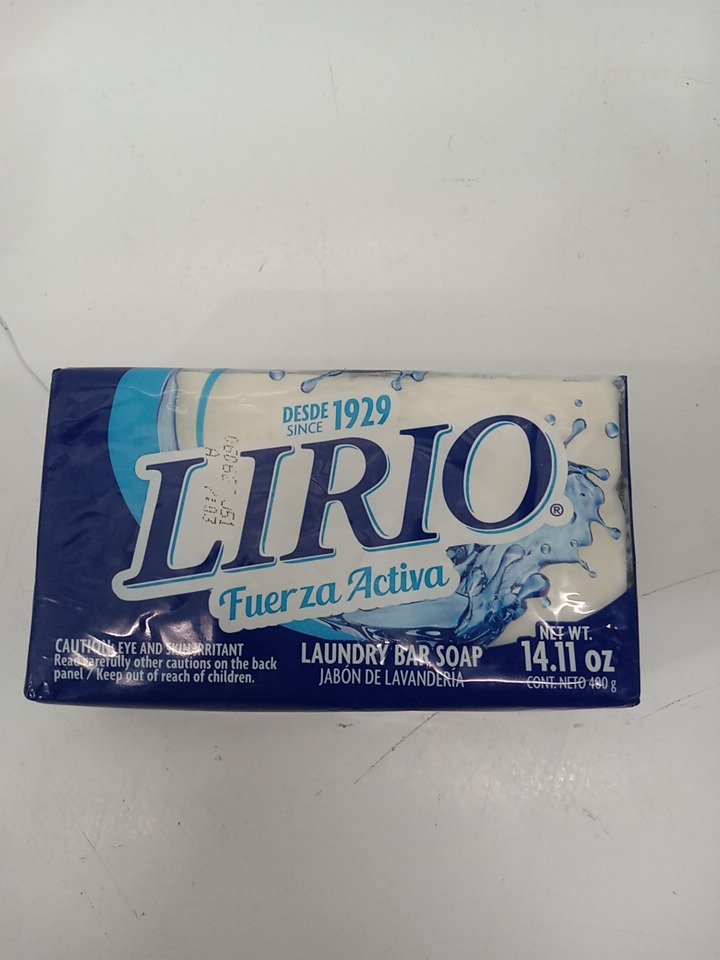 DESDE 1929
SINCE
LIRIO®
Fuerza Activa
CAUTION: EYE AND SKIN IRRITANT
Read carefully other cautions on the back
panel / Keep out of reach of children.
LAUNDRY BAR SOAP
JABÓN DE LAVANDERÍA
NET WT.
14.11 oz
CONT. NETO 400 g